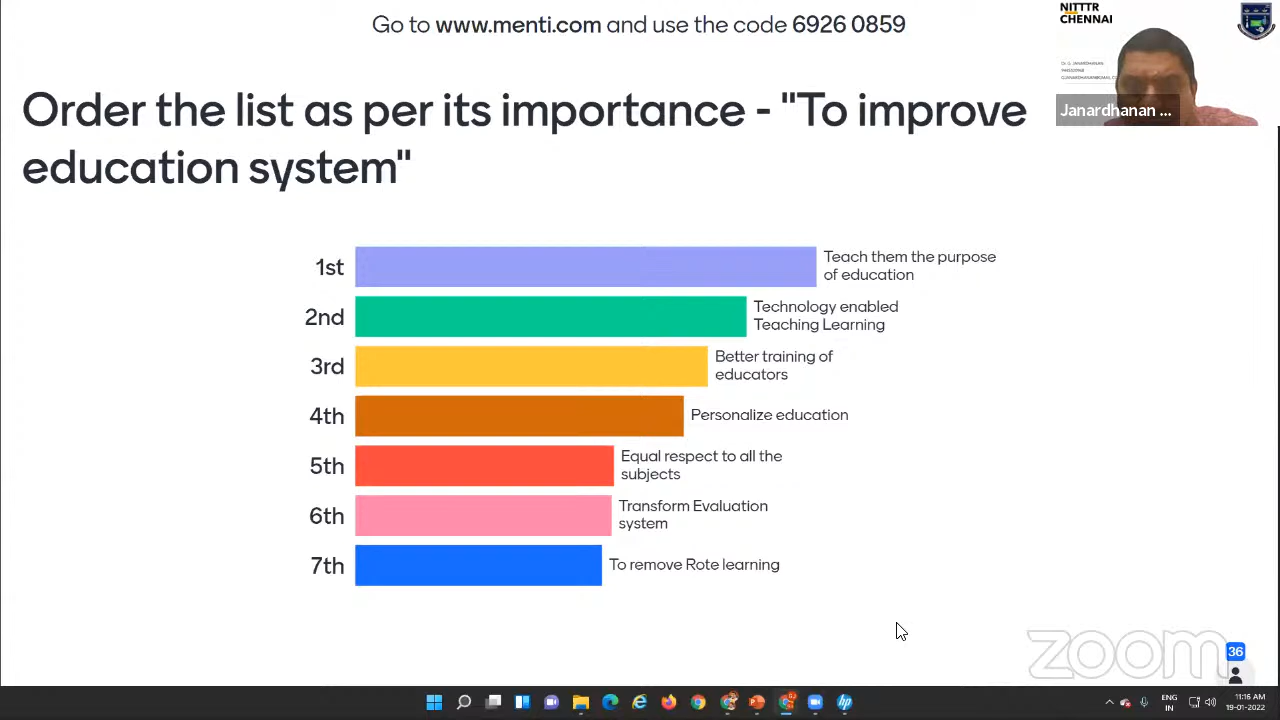 Go to www.menti.com and use the code 6926 0859
NITTTR
CHENNAI
Janardhanan ...
Order the list as per its importance - "To improve
education system"
1st
Teach them the purpose
of education
2nd
Technology enabled
Teaching Learning
3rd
Better training of
educators
4th
Personalize education
5th
Equal respect to all the
subjects
6th
Transform Evaluation
system
7th
To remove Rote learning
zoom
36
ENG
IN
11:16 AM
19-01-2022